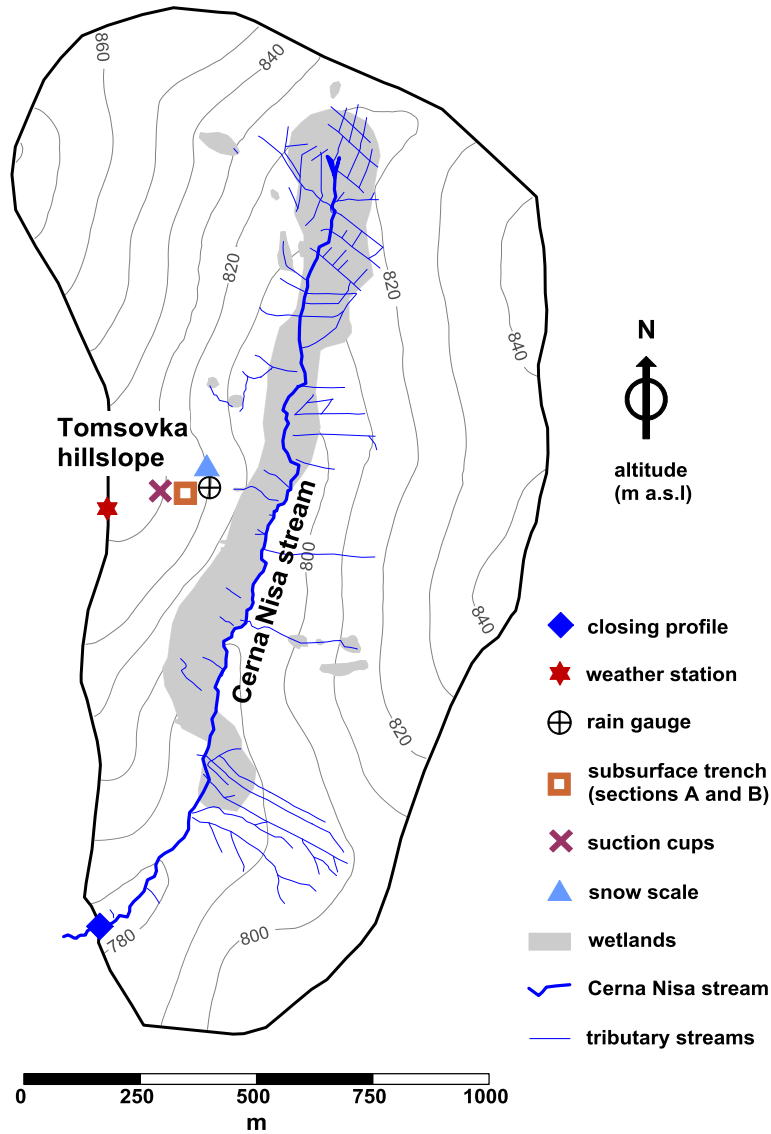 860
840
820
820
840
N
altitude
(m a.s.l)
Tomsovka
hillslope
Cerna Nisa stream
800
840
820
780
800
closing profile
weather station
rain gauge
subsurface trench
(sections A and B)
suction cups
snow scale
wetlands
Cerna Nisa stream
tributary streams
0 250 500 750 1000
m